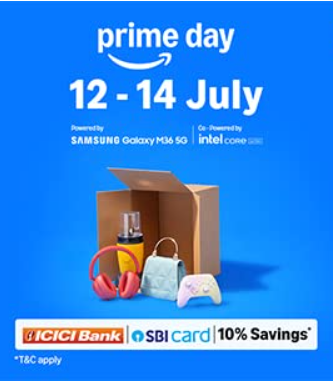 prime day
12 - 14 July
Powered by
SAMSUNG Galaxy M36 5G
Co - Powered by
intel CORE
ICICI Bank | SBI card | 10% Savings*
*T&C apply